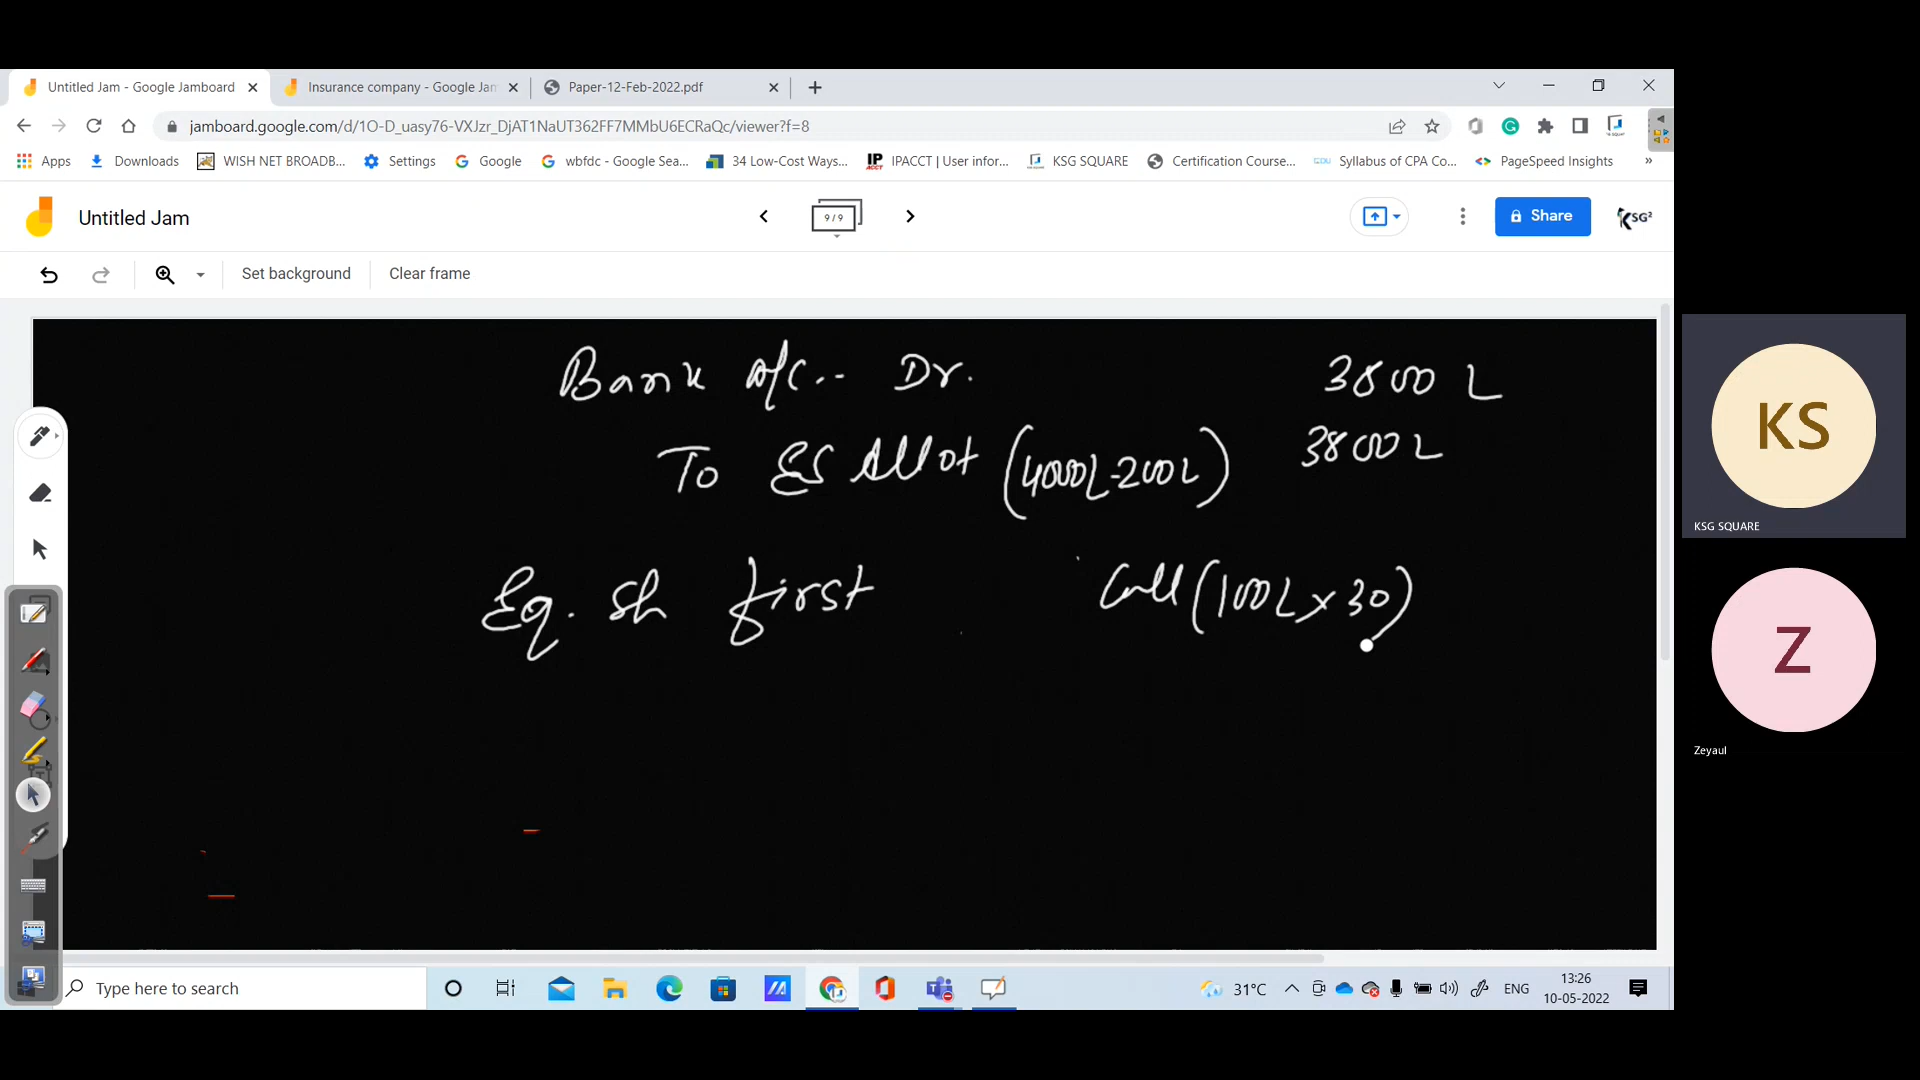 Untitled Jam - Google Jamboard
Insurance company - Google Jam
Paper-12-Feb-2022.pdf
jamboard.google.com/d/1O-D_uasy76-VXJzr_DjAT1NaUT362FF7MMbU6ECRaQc/viewer?f=8
Apps Downloads WISH NET BROADB... Settings Google wbfdc - Google Sea... 34 Low-Cost Ways... IPACCT | User infor... KSG SQUARE Certification Course... Syllabus of CPA Co... PageSpeed Insights »
Untitled Jam
9 / 9
Share
KSG²
Set background Clear frame
Bank A/C.- Dr. 3800 L
To ES Allot (4000L-200L) 3800 L
Eq. sh first Call (100L x 30)
KS
KSG SQUARE
Z
Zeyaul
Type here to search
31°C
ENG
13:26
10-05-2022